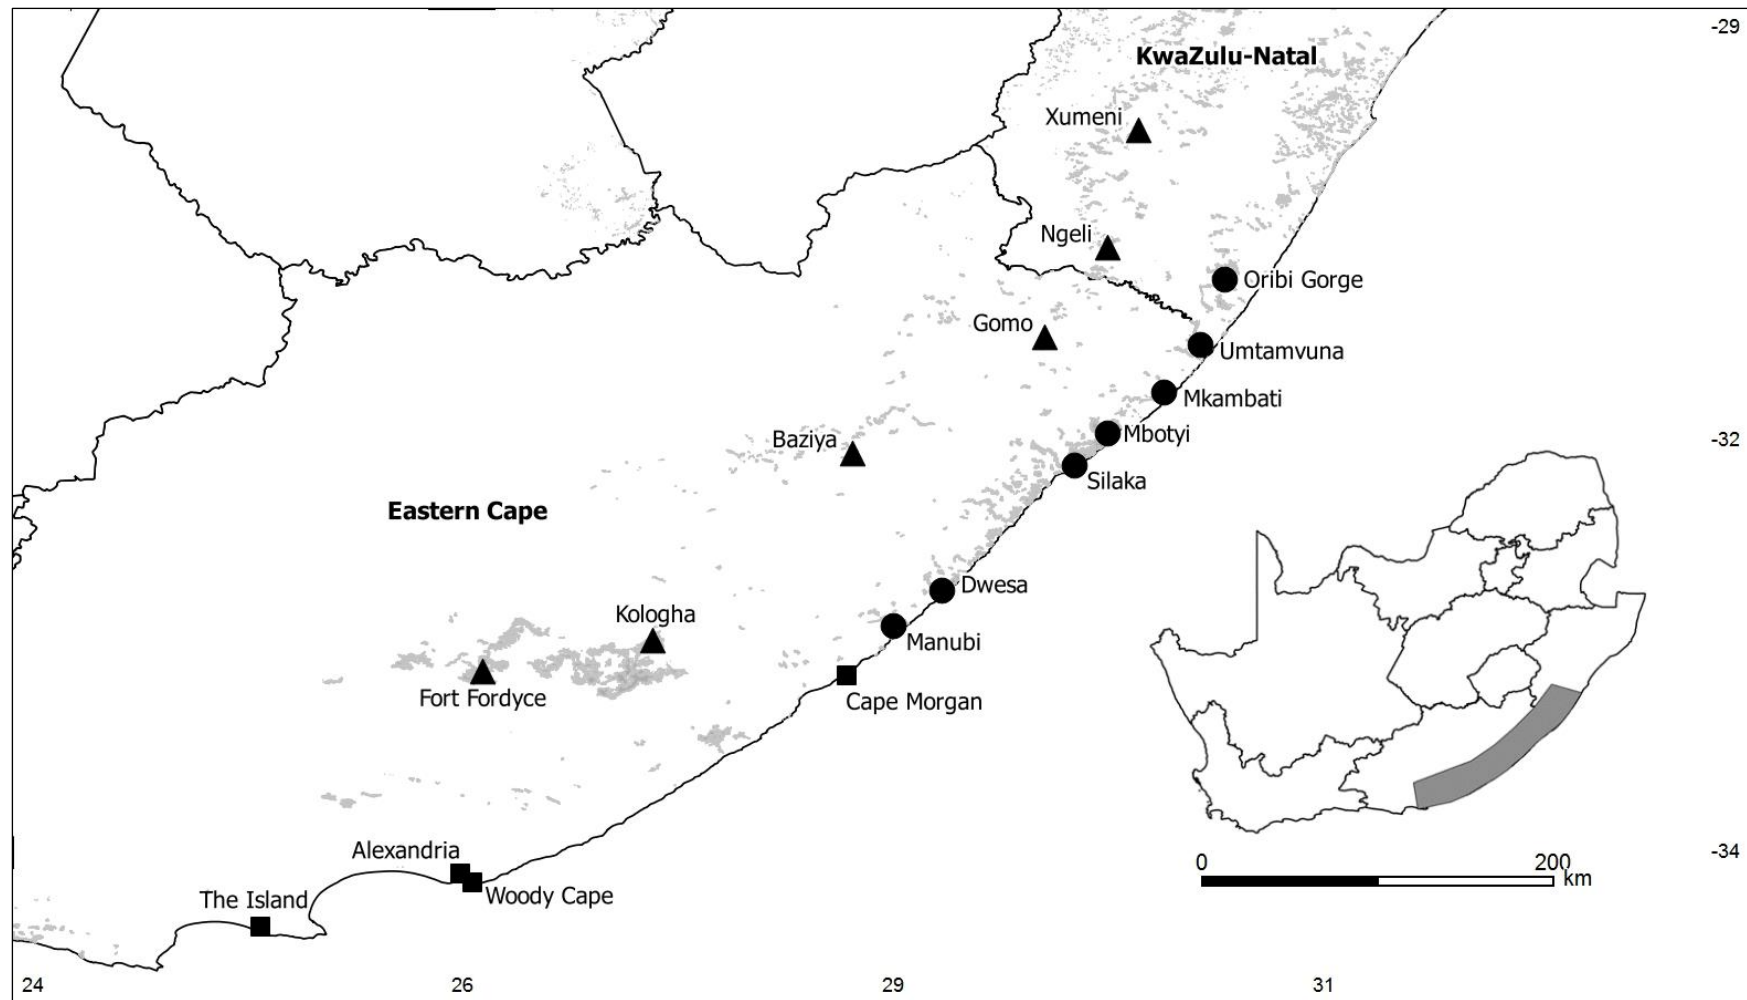 -29
KwaZulu-Natal
Xumeni
Ngeli
Oribi Gorge
Gomo
Umtamvuna
Mkambati
Mbotyi
Baziya
-32
Silaka
Eastern Cape
Dwesa
Kologha
Manubi
Fort Fordyce
Cape Morgan
Alexandria
-34
0 200
km
Woody Cape
The Island
24 26 29 31